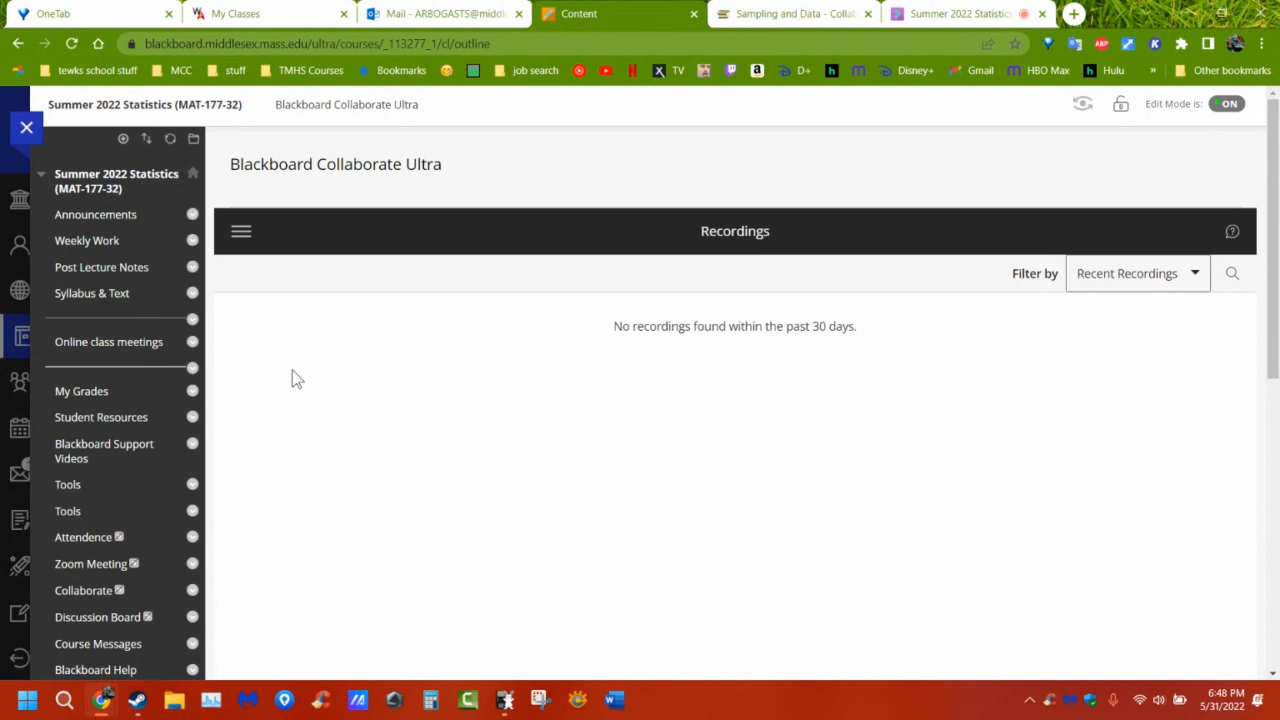 OneTab
My Classes
Mail - ARBOGASTS@middl
Content
Sampling and Data - Collab
Summer 2022 Statistics
blackboard.middlesex.mass.edu/ultra/courses/_113277_1/cl/outline
tewks school stuff
MCC
stuff
TMHS Courses
Bookmarks
job search
TV
D+
Disney+
Gmail
HBO Max
Hulu
»
Other bookmarks
Summer 2022 Statistics (MAT-177-32)
Blackboard Collaborate Ultra
Edit Mode is:
ON
Summer 2022 Statistics
(MAT-177-32)
Announcements
Weekly Work
Post Lecture Notes
Syllabus & Text
Online class meetings
My Grades
Student Resources
Blackboard Support
Videos
Tools
Tools
Attendence
Zoom Meeting
Collaborate
Discussion Board
Course Messages
Blackboard Help
Blackboard Collaborate Ultra
Recordings
Filter by
Recent Recordings
No recordings found within the past 30 days.
6:48 PM
5/31/2022